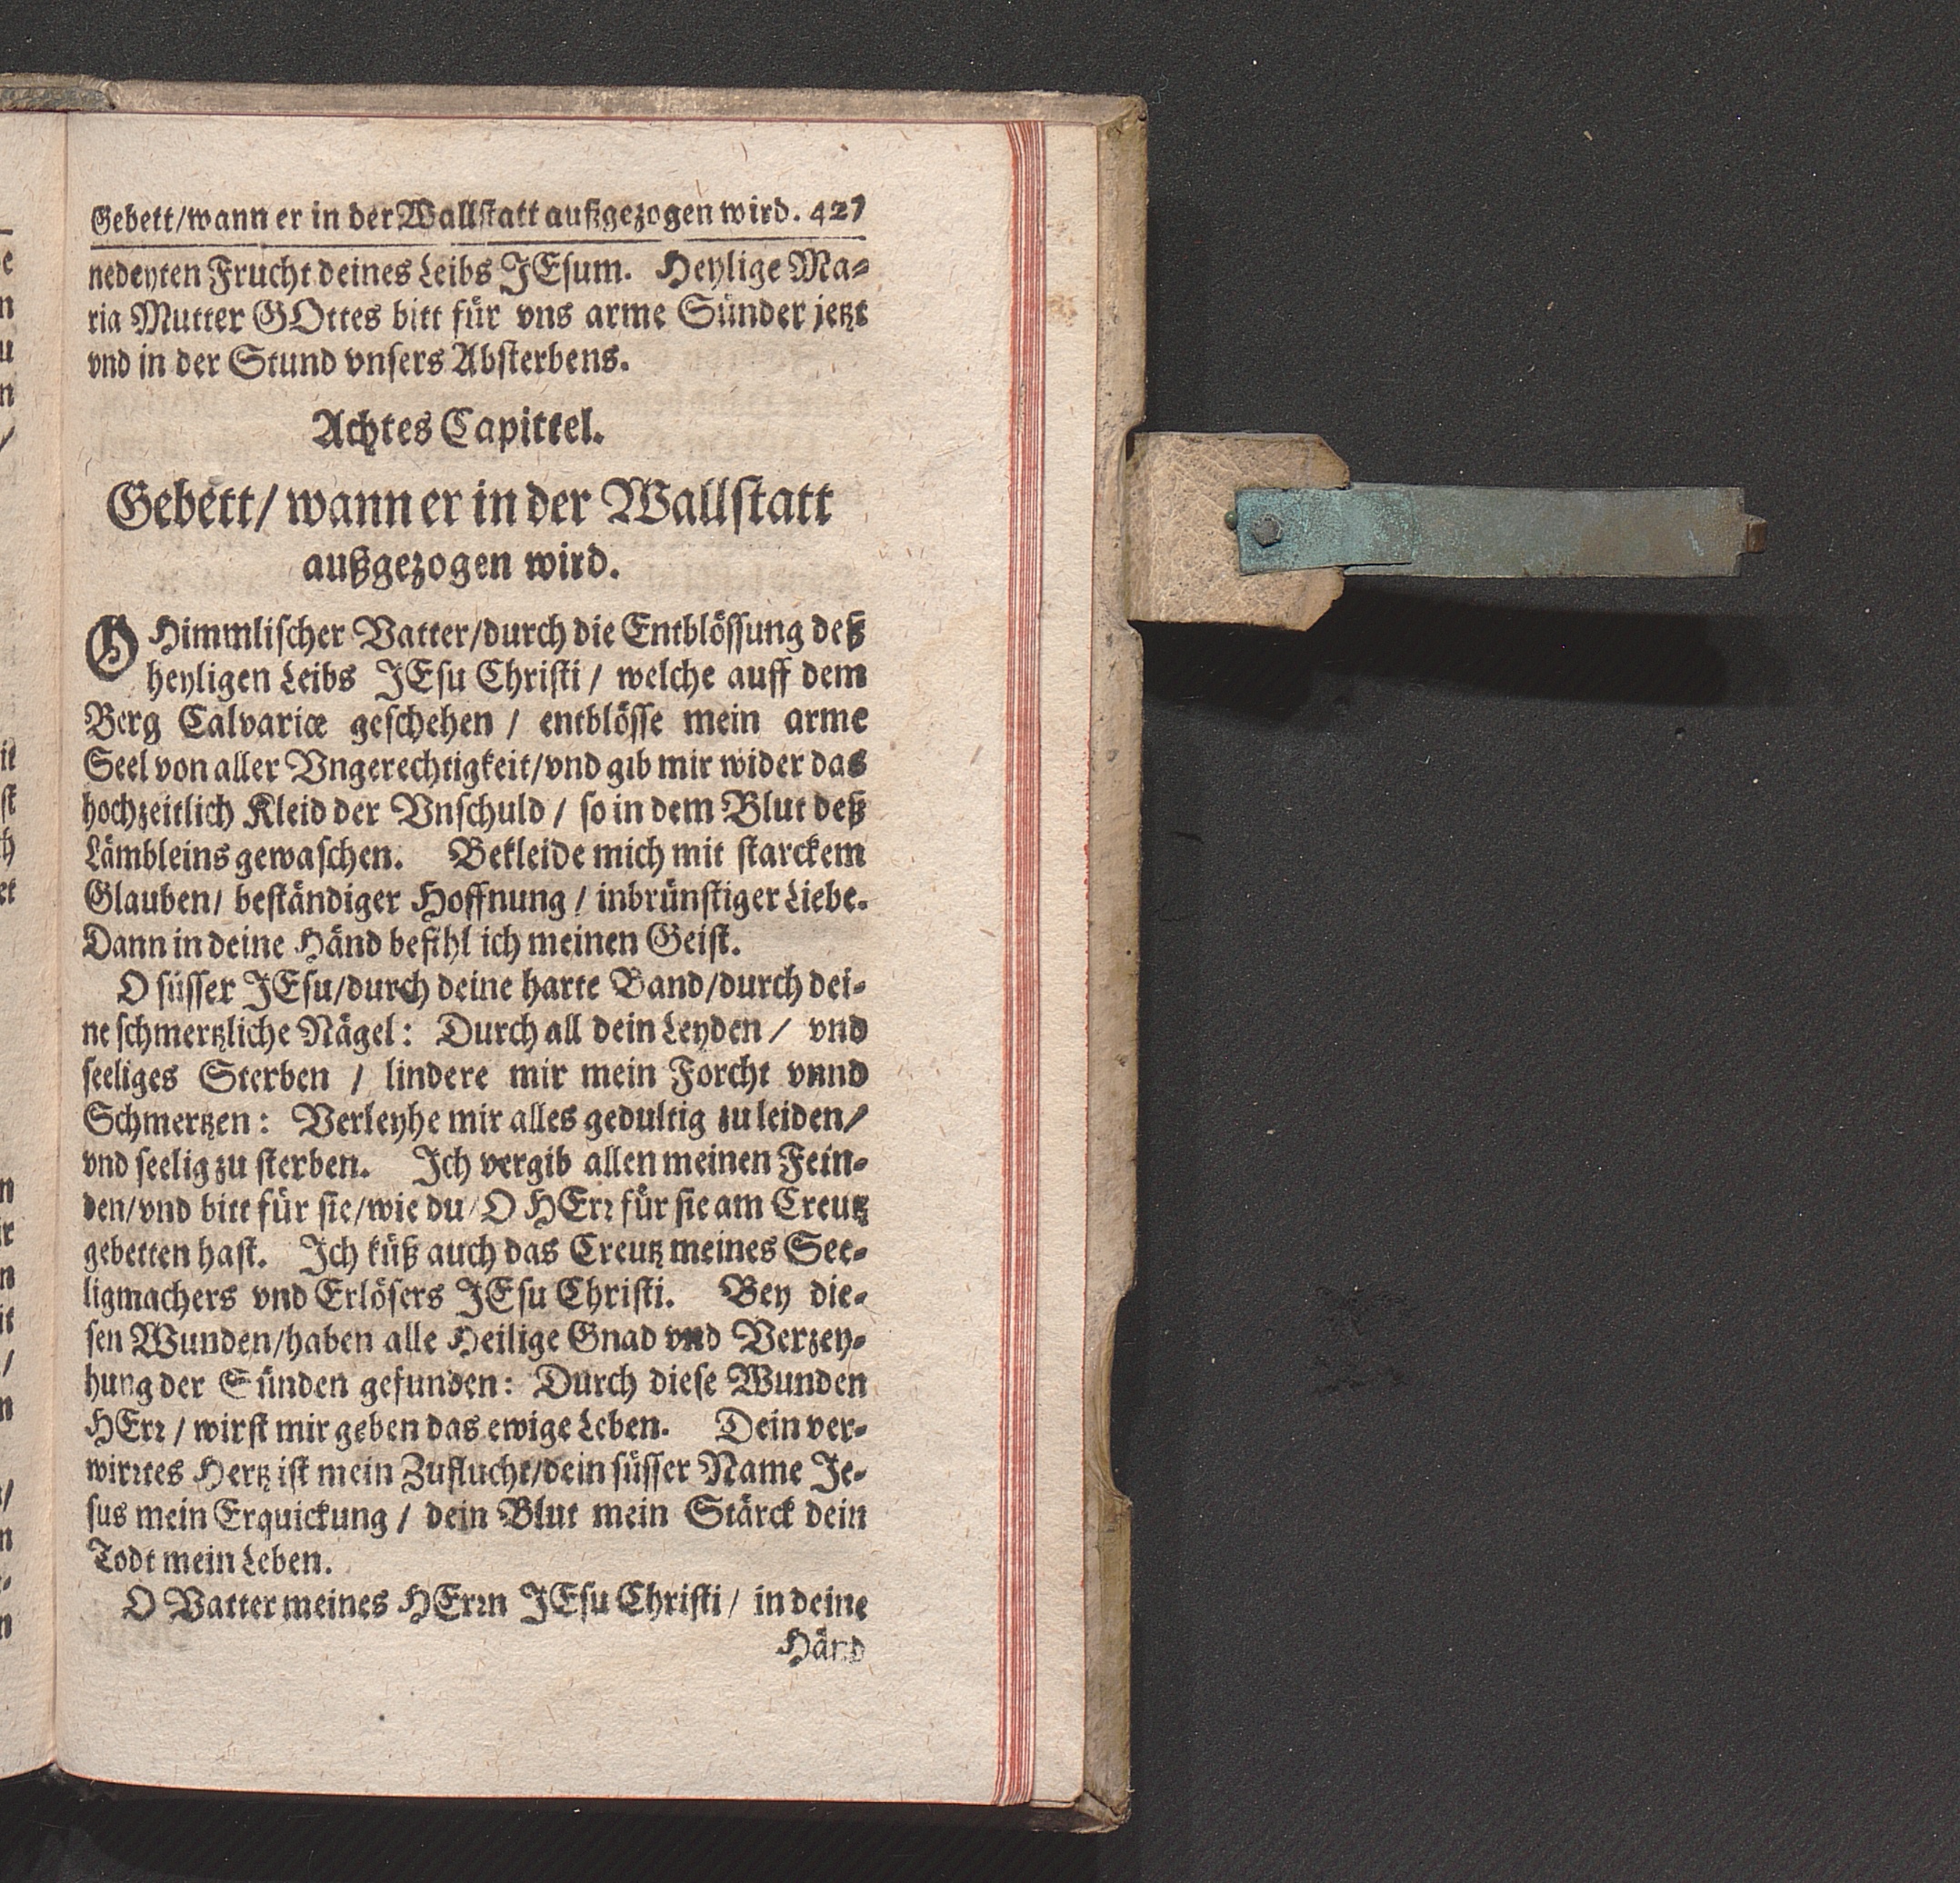 Gebett/wann er in der Wallstatt außgezogen wird. 427
nedeyten Frucht deines Leibs JEsum. Heylige Ma-
ria Mutter GOttes bitt für vns arme Sünder jetzt
vnd in der Stund vnsers Absterbens.
Achtes Capittel.
Gebett/ wann er in der Wallstatt
außgezogen wird.
O Himmlischer Vatter/durch die Entblössung deß
heyligen Leibs JEsu Christi / welche auff dem
Berg Calvariæ geschehen / entblösse mein arme
Seel von aller Vngerechtigkeit/vnd gib mir wider das
hochzeitlich Kleid der Vnschuld / so in dem Blut deß
Lämbleins gewaschen. Bekleide mich mit starckem
Glauben/ beständiger Hoffnung / inbrünstiger Liebe.
Dann in deine Händ befihl ich meinen Geist.
O süsser JEsu/durch deine harte Band/durch dei-
ne schmertzliche Nägel: Durch all dein Leyden / vnd
seeliges Sterben / lindere mir mein Forcht vnnd
Schmertzen: Verleyhe mir alles gedultig zu leiden/
vnd seelig zu sterben. Ich vergib allen meinen Fein-
den/vnd bitt für sie/wie du/O HErr für sie am Creutz
gebetten hast. Ich küß auch das Creutz meines See-
ligmachers vnd Erlösers JEsu Christi. Bey die-
sen Wunden/haben alle Heilige Gnad vnd Verzey-
hung der Sünden gefunden: Durch diese Wunden
HErr / wirst mir geben das ewige Leben. Dein ver-
wirrtes Hertz ist mein Zuflucht/dein süsser Name Je-
sus mein Erquickung / dein Blut mein Stärck dein
Todt mein Leben.
O Vatter meines HErrn JEsu Christi / in deine
Händ